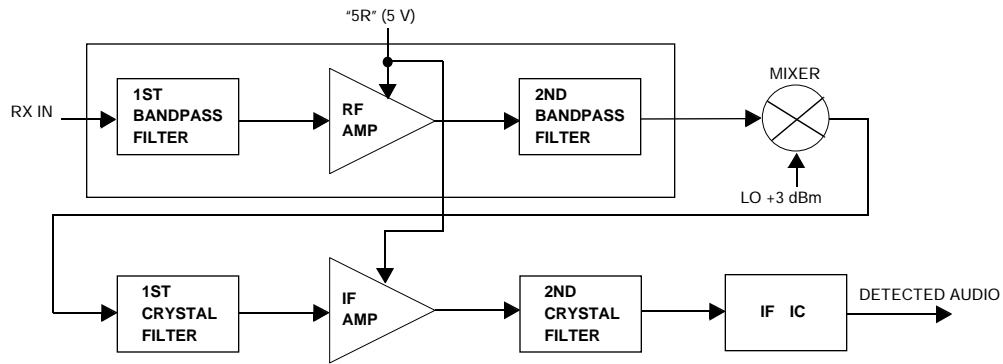 "5R" (5 V)
MIXER
RX IN
1ST
BANDPASS
FILTER
RF
AMP
2ND
BANDPASS
FILTER
LO +3 dBm
1ST
CRYSTAL
FILTER
IF
AMP
2ND
CRYSTAL
FILTER
IF IC
DETECTED AUDIO